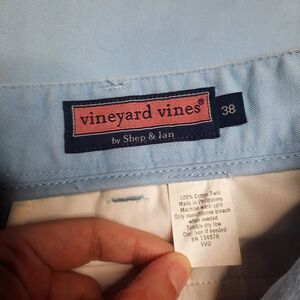 vineyard vines®
by Shep & Ian
38
100% Cotton Twill
Made in Philippines
Machine wash cold
Only non-chlorine bleach
when needed
Tumble dry low
Cool Iron if needed
RN 134578
VVO